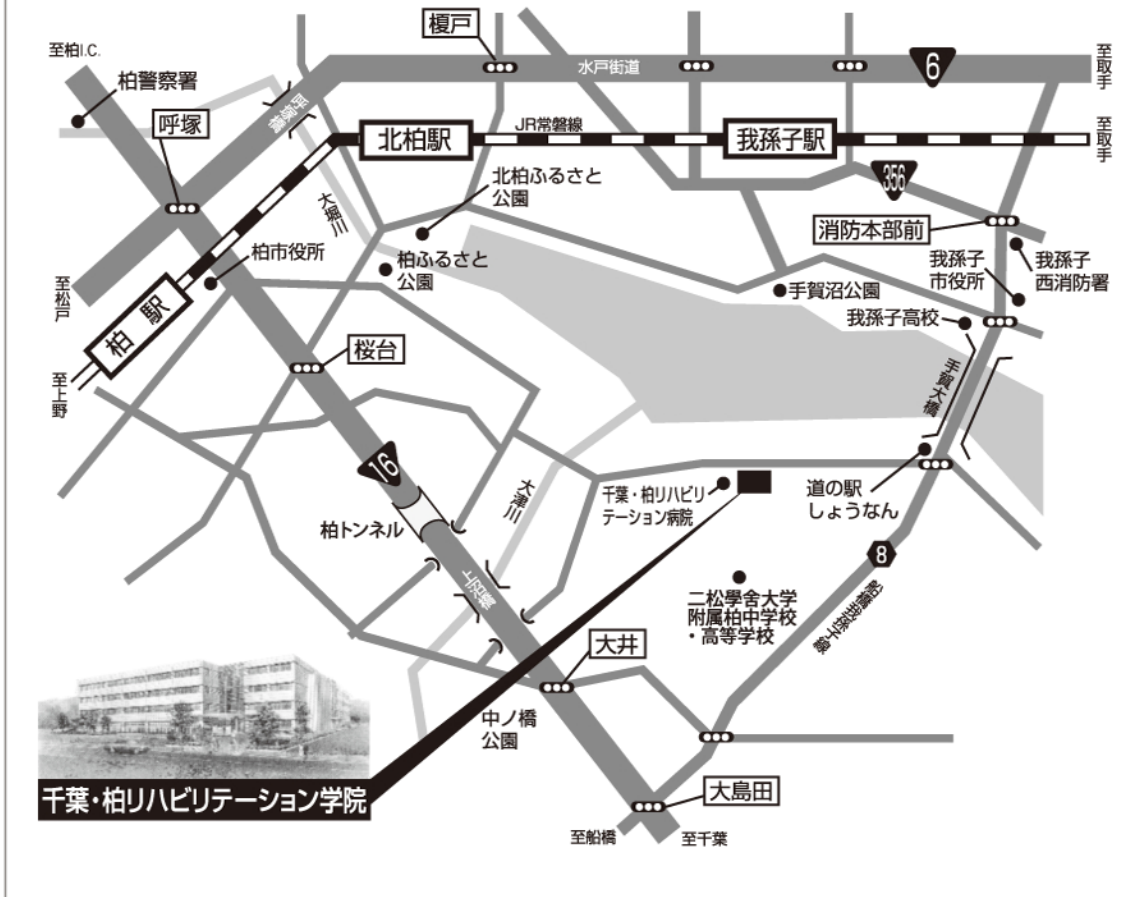 榎戸
至柏I.C.
水戸街道
6
至取手
柏警察署
呼塚
呼塚橋
北柏駅
JR常磐線
我孫子駅
至取手
北柏ふるさと
公園
356
大堀川
消防本部前
柏市役所
柏ふるさと
公園
手賀沼公園
我孫子
市役所
我孫子
西消防署
至松戸
柏駅
我孫子高校
桜台
手賀大橋
至上野
16
大津川
千葉・柏リハビリ
テーション病院
道の駅
しょうなん
柏トンネル
8
上沼橋
二松學舍大学
附属柏中学校
・高等学校
船橋我孫子線
大井
中ノ橋
公園
千葉・柏リハビリテーション学院
大島田
至船橋
至千葉